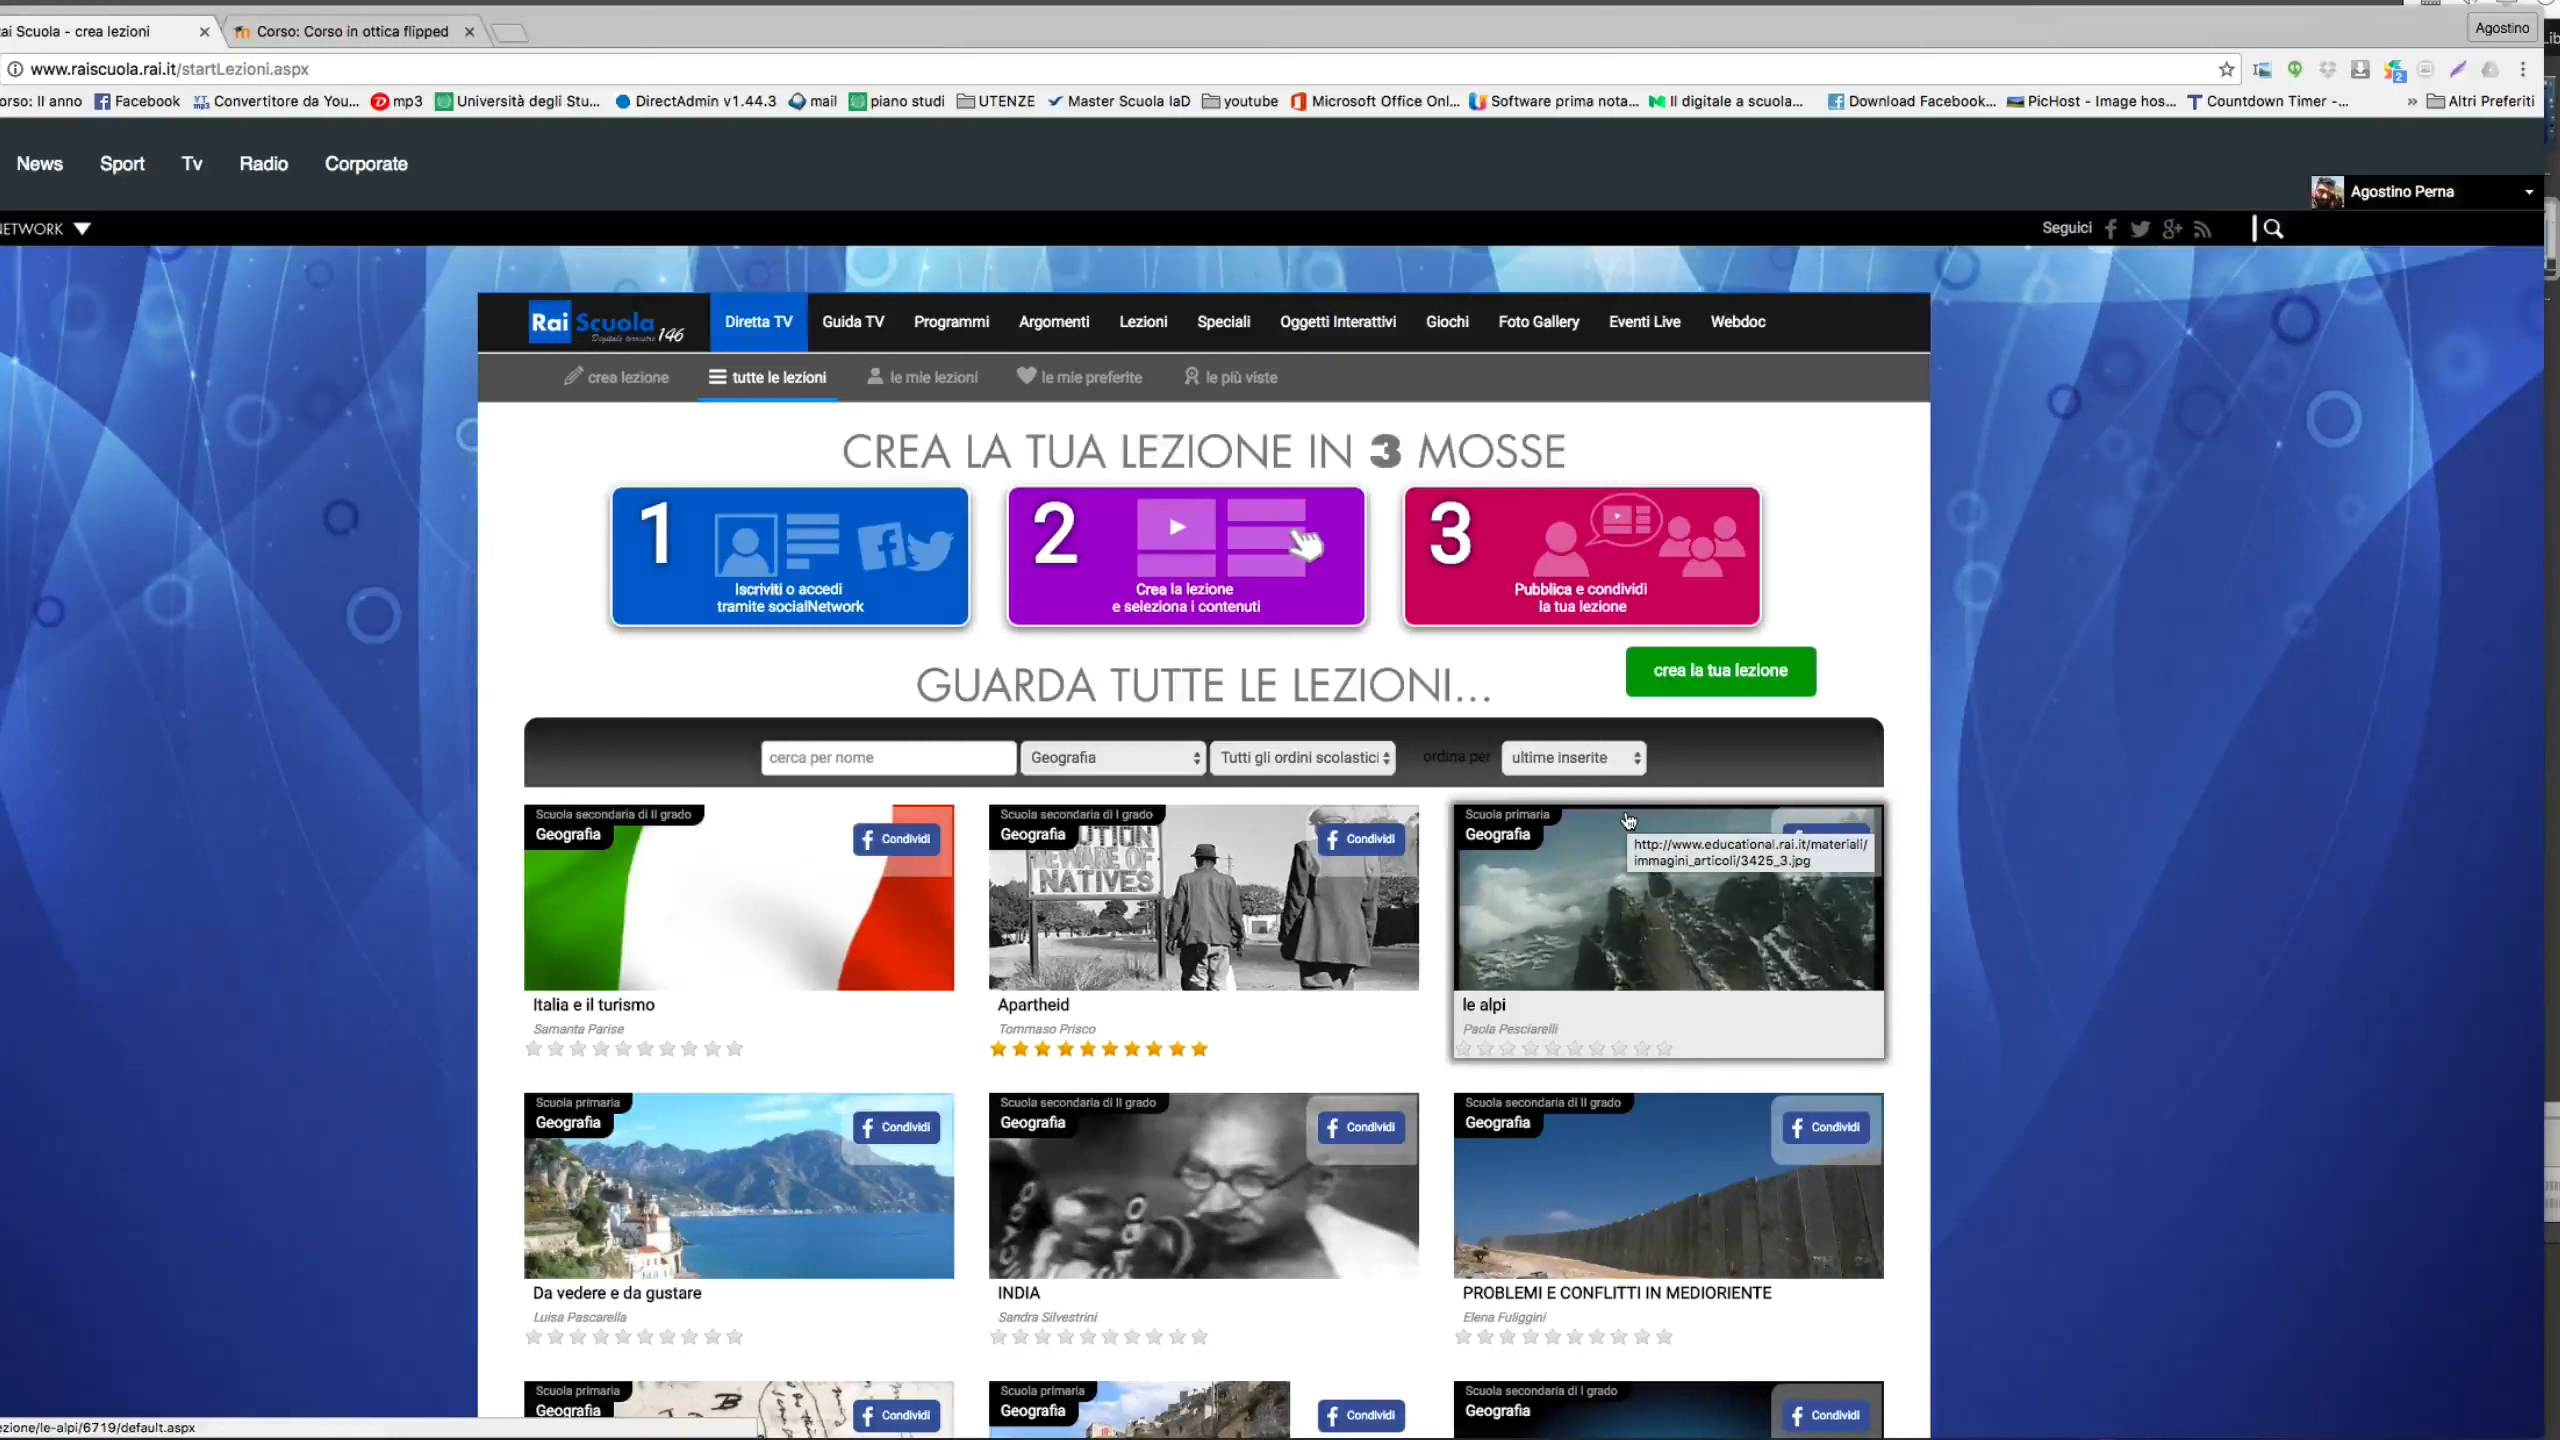 ai Scuola - crea lezioni
Corso: Corso in ottica flipped
Agostino
www.raiscuola.rai.it/startLezioni.aspx
orso: II anno
Facebook
Convertitore da You...
mp3
Università degli Stu...
DirectAdmin v1.44.3
mail
piano studi
UTENZE
Master Scuola IaD
youtube
Microsoft Office Onl...
Software prima nota...
Il digitale a scuola...
Download Facebook...
PicHost - Image hos...
Countdown Timer -...
» Altri Preferiti
News Sport Tv Radio Corporate
Agostino Perna
ETWORK
Seguici
Rai Scuola 146
Digitale terrestre
Diretta TV Guida TV Programmi Argomenti Lezioni Speciali Oggetti Interattivi Giochi Foto Gallery Eventi Live Webdoc
crea lezione tutte le lezioni le mie lezioni le mie preferite le più viste
CREA LA TUA LEZIONE IN 3 MOSSE
1
Iscriviti o accedi
tramite socialNetwork
2
Crea la lezione
e seleziona i contenuti
3
Pubblica e condividi
la tua lezione
GUARDA TUTTE LE LEZIONI...
crea la tua lezione
cerca per nome
Geografia
Tutti gli ordini scolastici
ordina per
ultime inserite
Scuola secondaria di II grado
Geografia
Condividi
Italia e il turismo
Samanta Parise
Scuola secondaria di I grado
Geografia
Condividi
UTION
BEWARE OF
NATIVES
Apartheid
Tommaso Prisco
Scuola primaria
Geografia
http://www.educational.rai.it/materiali/
immagini_articoli/3425_3.jpg
le alpi
Paola Pesciarelli
Scuola primaria
Geografia
Condividi
Da vedere e da gustare
Luisa Pascarella
Scuola secondaria di II grado
Geografia
Condividi
INDIA
Sandra Silvestrini
Scuola secondaria di II grado
Geografia
Condividi
PROBLEMI E CONFLITTI IN MEDIORIENTE
Elena Fuliggini
Scuola primaria
Geografia
Condividi
Scuola primaria
Geografia
Condividi
Scuola secondaria di I grado
Geografia
Condividi
ezione/le-alpi/6719/default.aspx